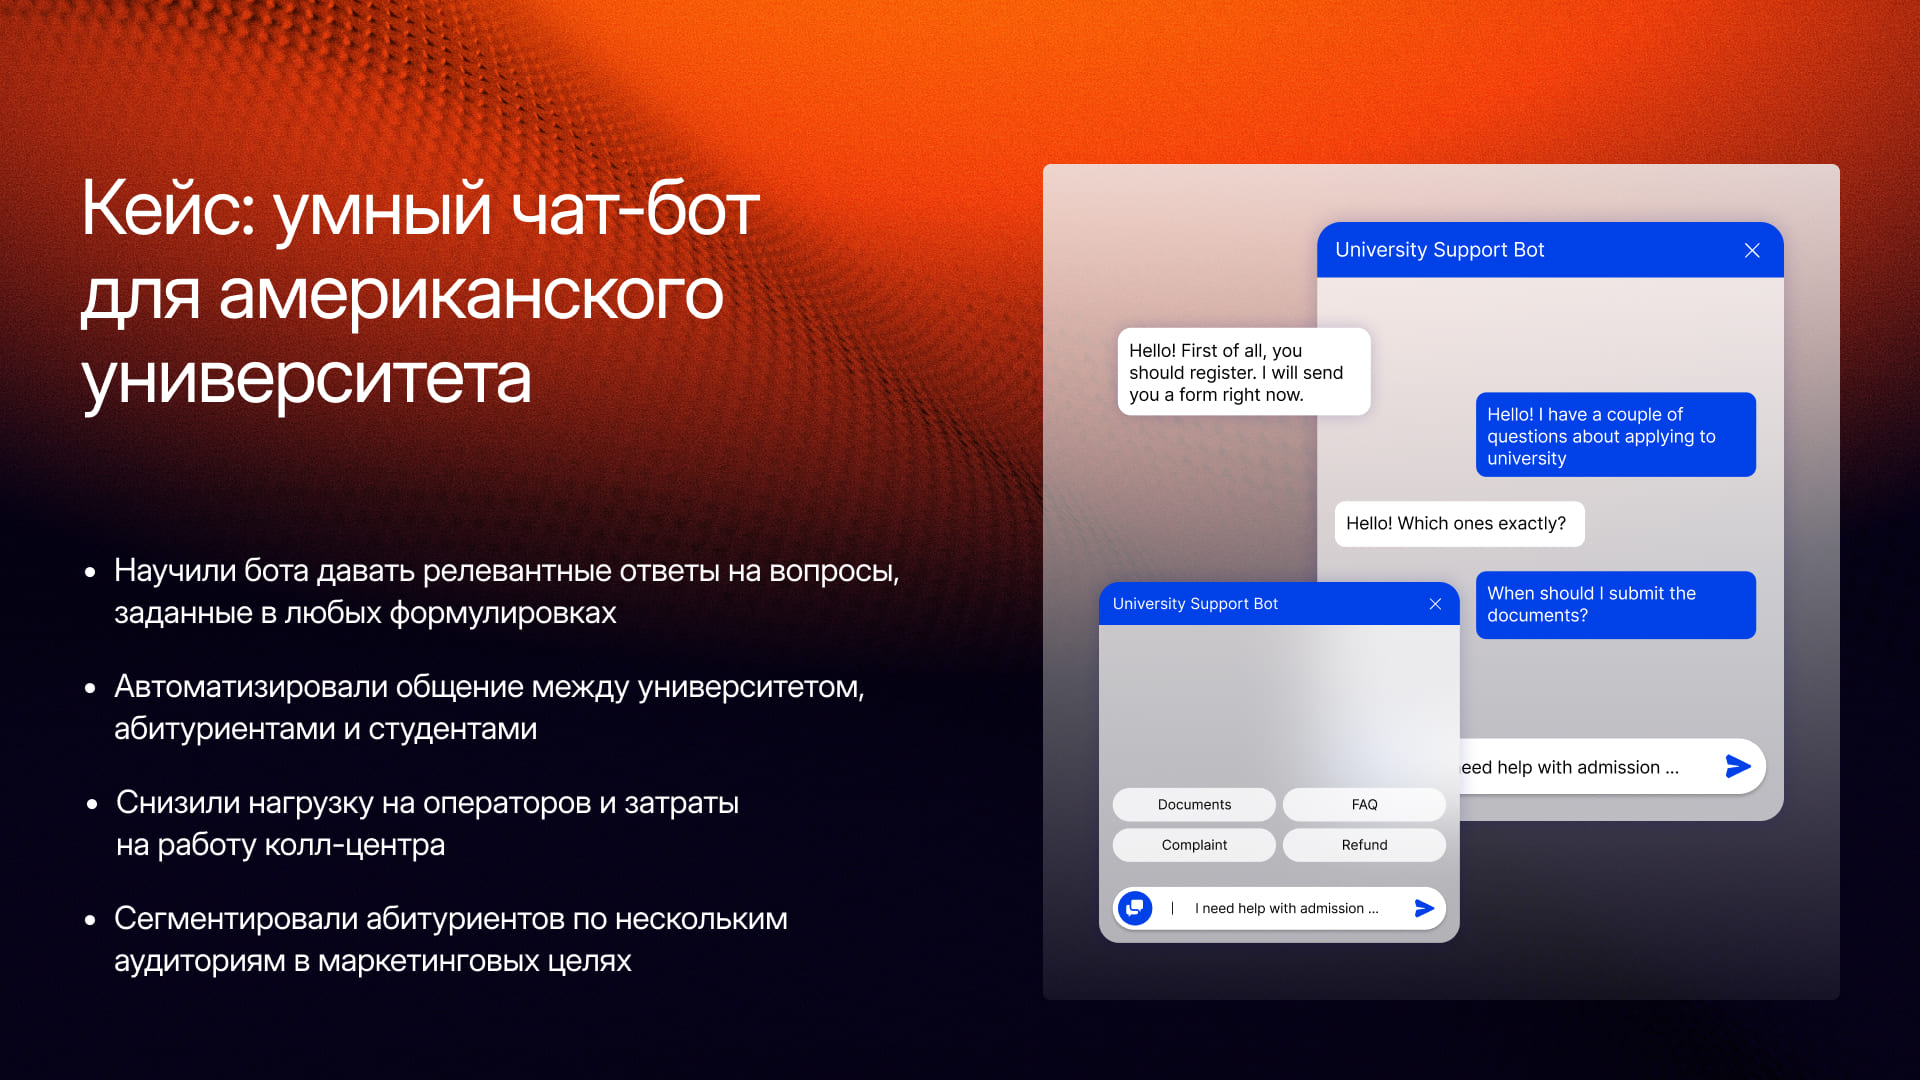 Кейс: умный чат-бот
для американского
университета
• Научили бота давать релевантные ответы на вопросы,
заданные в любых формулировках
• Автоматизировали общение между университетом,
абитуриентами и студентами
• Снизили нагрузку на операторов и затраты
на работу колл-центра
• Сегментировали абитуриентов по нескольким
аудиториям в маркетинговых целях
University Support Bot
Hello! First of all, you
should register. I will send
you a form right now.
Hello! I have a couple of
questions about applying to
university
Hello! Which ones exactly?
When should I submit the
documents?
eed help with admission ...
University Support Bot
Documents
FAQ
Complaint
Refund
I need help with admission ...